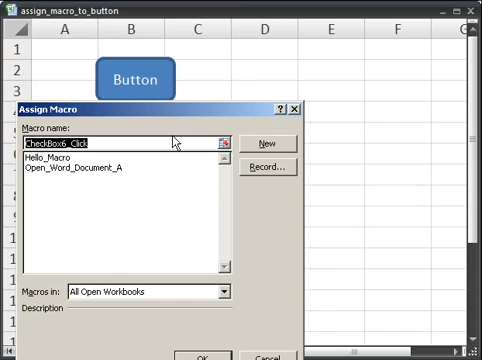 assign_macro_to_button
A B C D E F G
1
2
Button
3
Assign Macro
Macro name:
CheckBox6_Click
New
Hello_Macro
Open_Word_Document_A
Record...
Macros in: All Open Workbooks
Description
OK Cancel